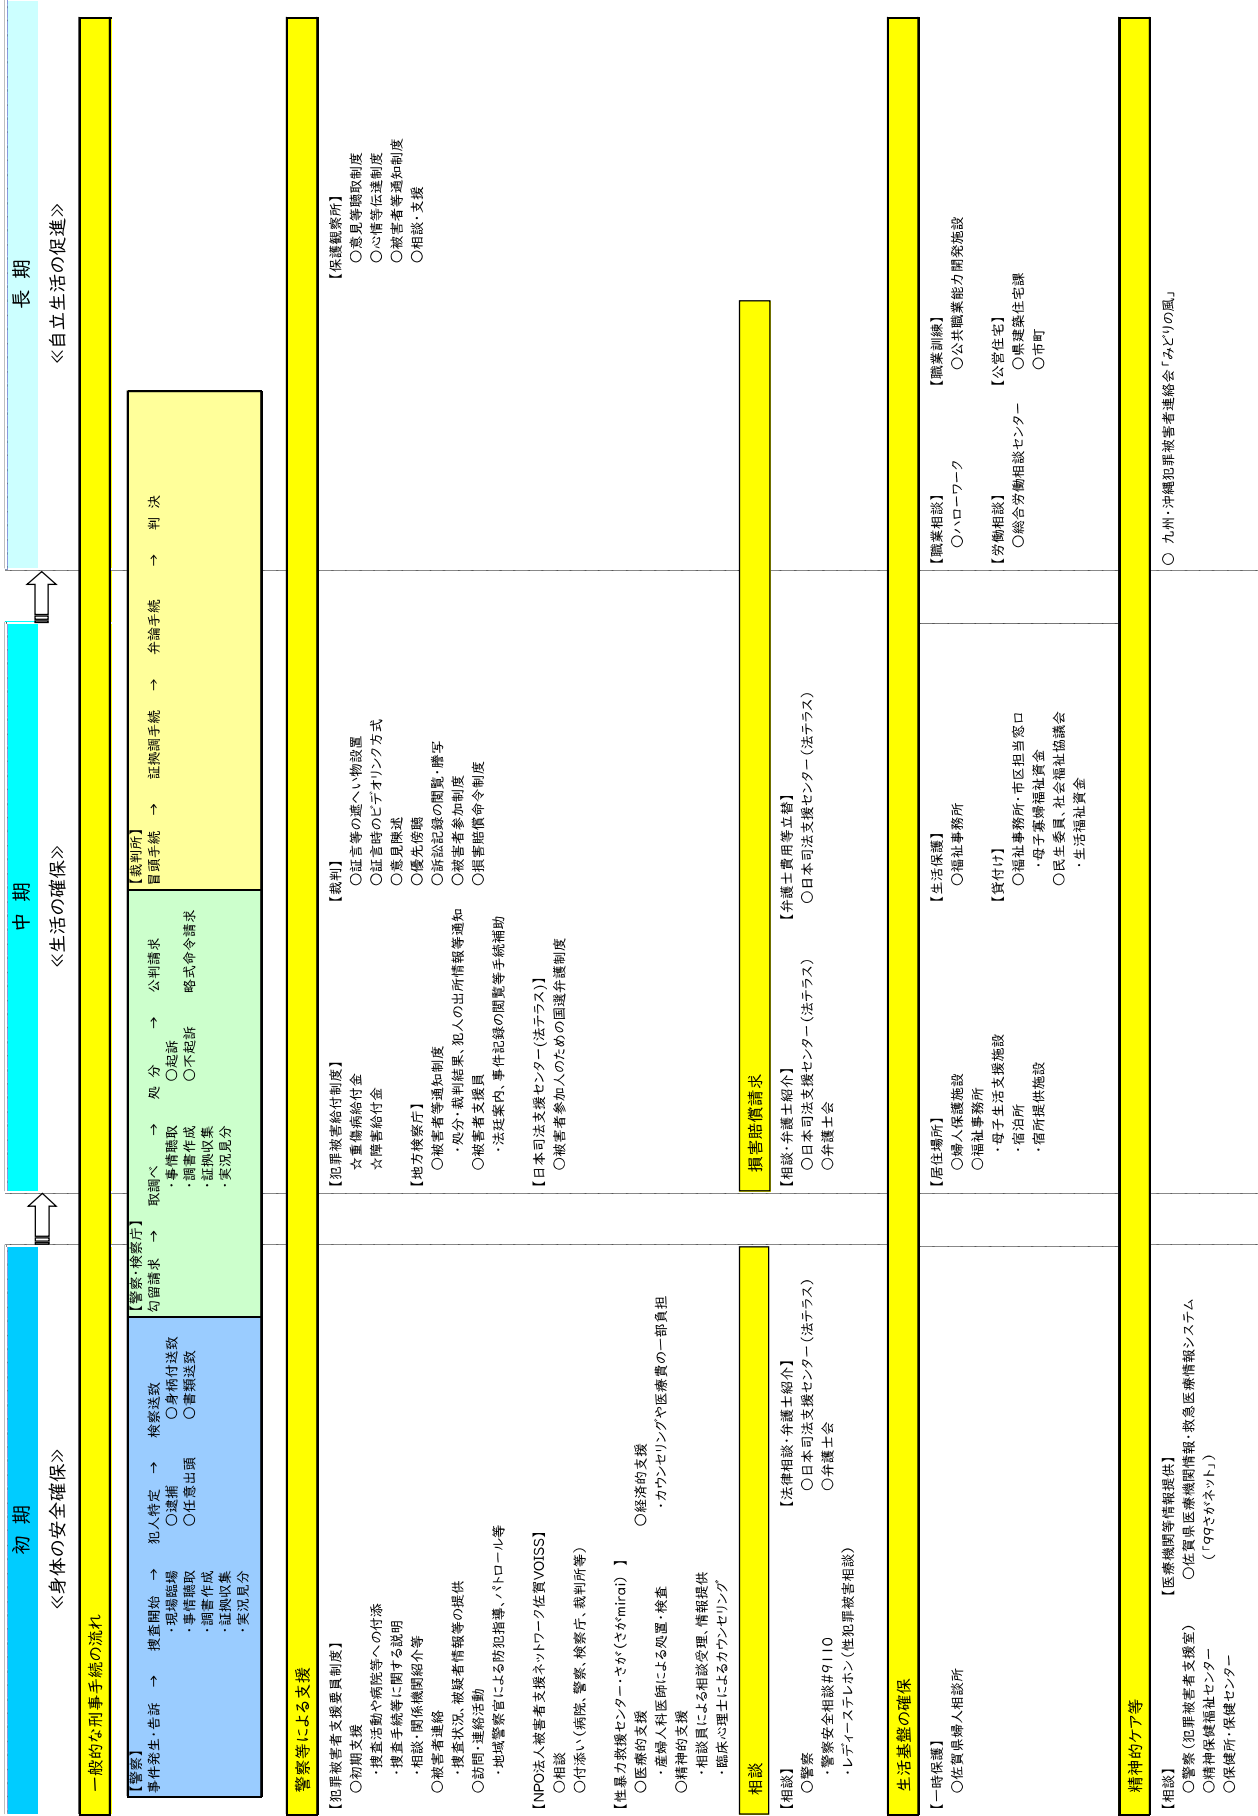 初 期
中 期
長 期
≪身体の安全確保≫
≪生活の確保≫
≪自立生活の促進≫
一般的な刑事手続の流れ
【警察】
事件発生・告訴 → 捜査開始 → 犯人特定 → 検察送致
・現場臨場 ○逮捕 ○身柄付送致
・事情聴取 ○任意出頭 ○書類送致
・調書作成
・証拠収集
・実況見分
【警察・検察庁】
勾留請求 → 取調べ → 処 分 → 公判請求
・事情聴取 ○起訴
・調書作成 ○不起訴 略式命令請求
・証拠収集
・実況見分
【裁判所】
冒頭手続 → 証拠調手続 → 弁論手続 → 判 決
警察等による支援
【犯罪被害者支援要員制度】
○初期支援
・捜査活動や病院等への付添
・捜査手続等に関する説明
・相談・関係機関紹介等
○被害者連絡
・捜査状況、被疑者情報等の提供
○訪問・連絡活動
・地域警察官による防犯指導、パトロール等
【NPO法人被害者支援ネットワーク佐賀VOISS】
○相談
○付添い（病院、警察、検察庁、裁判所等）
【性暴力救援センター・さが（さがmirai）】
○医療的支援
・産婦人科医師による処置・検査
○精神的支援
・相談員による相談受理、情報提供
・臨床心理士によるカウンセリング
○経済的支援
・カウンセリングや医療費の一部負担
【犯罪被害給付制度】
☆重傷病給付金
☆障害給付金
【地方検察庁】
○被害者等通知制度
・処分・裁判結果、犯人の出所情報等通知
○被害者支援員
・法廷案内、事件記録の閲覧等手続補助
【日本司法支援センター（法テラス）】
○被害者参加人のための国選弁護制度
【裁判】
○証言等の遮へい物設置
○証言時のビデオリンク方式
○意見陳述
○優先傍聴
○訴訟記録の閲覧・謄写
○被害者参加制度
○損害賠償命令制度
【保護観察所】
○意見等聴取制度
○心情等伝達制度
○被害者等通知制度
○相談・支援
相談
【相談】
○警察
・警察安全相談#9110
・レディーステレホン（性犯罪被害相談）
【法律相談・弁護士紹介】
○日本司法支援センター（法テラス）
○弁護士会
損害賠償請求
【相談・弁護士紹介】
○日本司法支援センター（法テラス）
○弁護士会
【弁護士費用等立替】
○日本司法支援センター（法テラス）
生活基盤の確保
【一時保護】
○佐賀県婦人相談所
【居住場所】
○婦人保護施設
○福祉事務所
・母子生活支援施設
・宿泊所
・宿所提供施設
【生活保護】
○福祉事務所
【貸付け】
○福祉事務所・市区担当窓口
・母子寡婦福祉資金
○民生委員、社会福祉協議会
・生活福祉資金
【職業相談】
○ハローワーク
【労働相談】
○総合労働相談センター
【職業訓練】
○公共職業能力開発施設
【公営住宅】
○県建築住宅課
○市町
精神的ケア等
【相談】
○警察（犯罪被害者支援室）
○精神保健福祉センター
○保健所・保健センター
【医療機関等情報提供】
○佐賀県医療機関情報・救急医療情報システム
（「99さがネット」）
○ 九州・沖縄犯罪被害者連絡会「みどりの風」